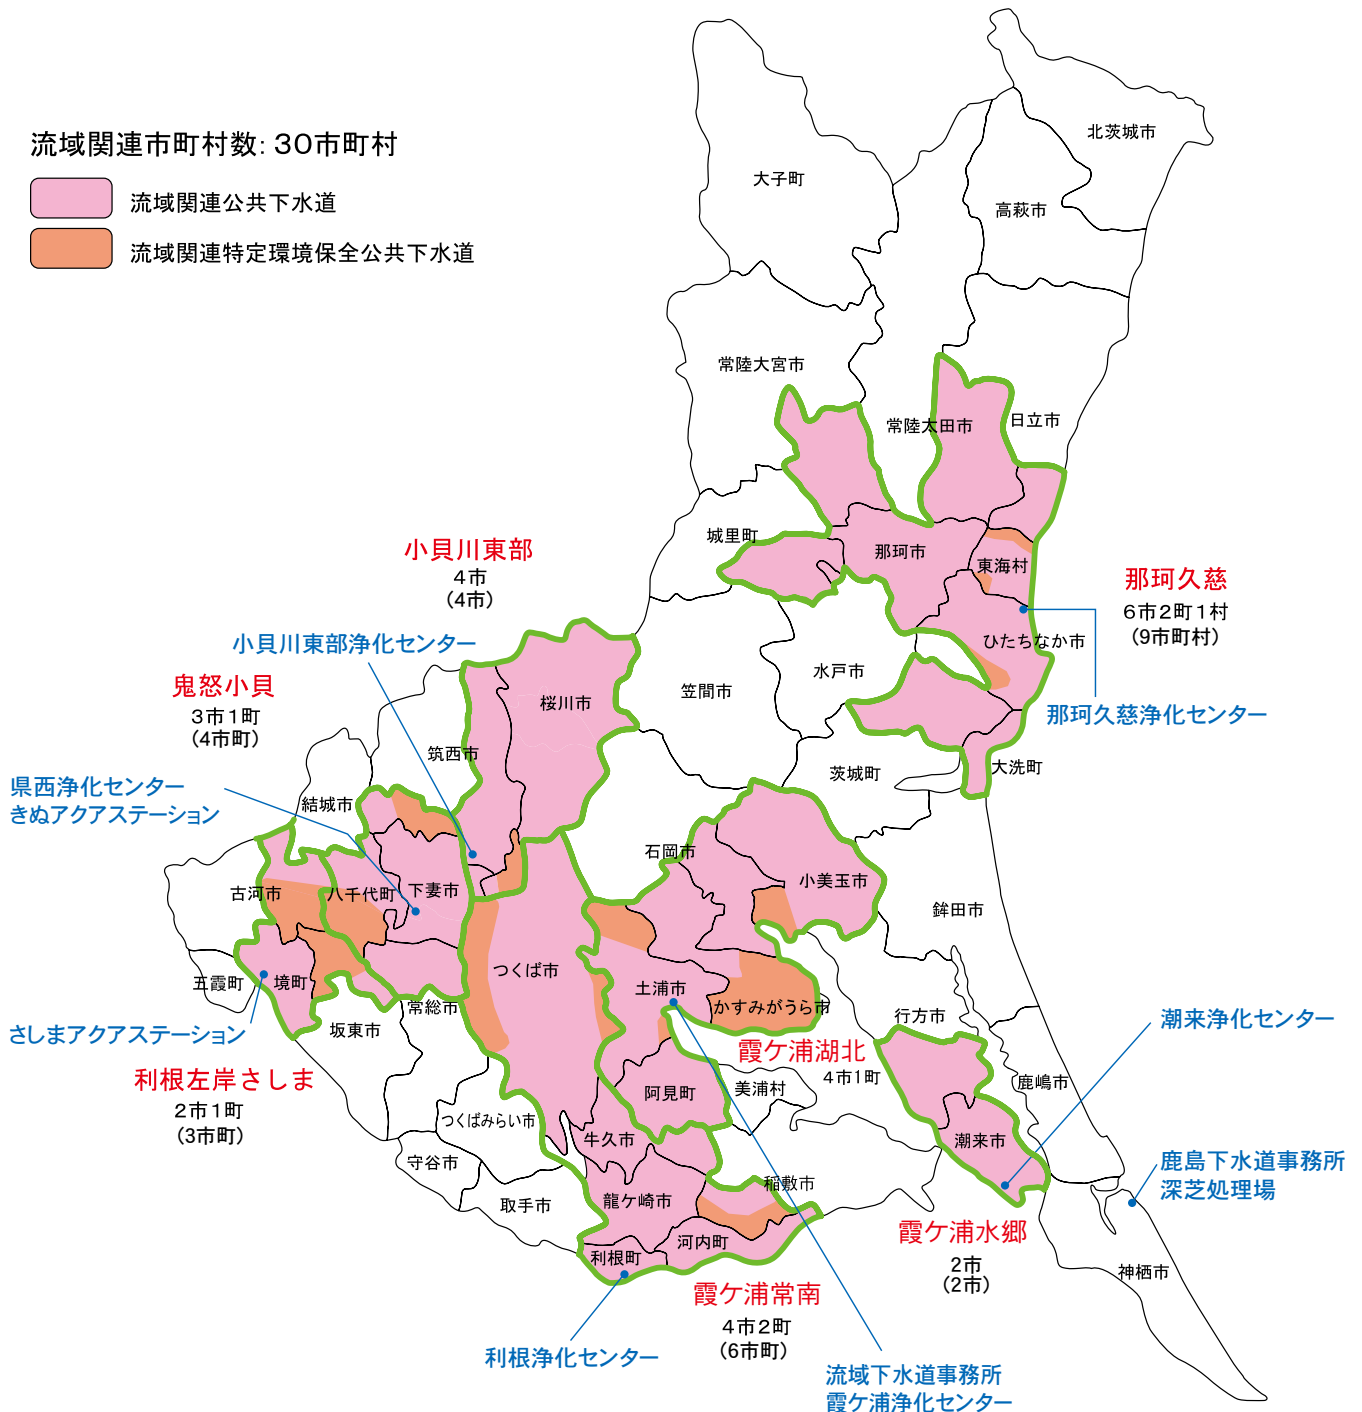 流域関連市町村数: 30市町村
流域関連公共下水道
流域関連特定環境保全公共下水道
北茨城市
大子町
高萩市
常陸大宮市
常陸太田市
日立市
城里町
那珂市
東海村
ひたちなか市
水戸市
笠間市
茨城町
大洗町
那珂久慈
6市2町1村
(9市町村)
那珂久慈浄化センター
小貝川東部
4市
(4市)
小貝川東部浄化センター
鬼怒小貝
3市1町
(4市町)
県西浄化センター
きぬアクアステーション
桜川市
筑西市
結城市
古河市
八千代町
下妻市
五霞町
境町
坂東市
常総市
さしまアクアステーション
利根左岸さしま
2市1町
(3市町)
石岡市
小美玉市
鉾田市
つくば市
土浦市
かすみがうら市
行方市
霞ケ浦湖北
4市1町
潮来浄化センター
阿見町
美浦村
鹿嶋市
つくばみらい市
牛久市
潮来市
守谷市
取手市
龍ケ崎市
稲敷市
鹿島下水道事務所
深芝処理場
利根町
河内町
霞ケ浦水郷
2市
(2市)
神栖市
霞ケ浦常南
4市2町
(6市町)
利根浄化センター
流域下水道事務所
霞ケ浦浄化センター